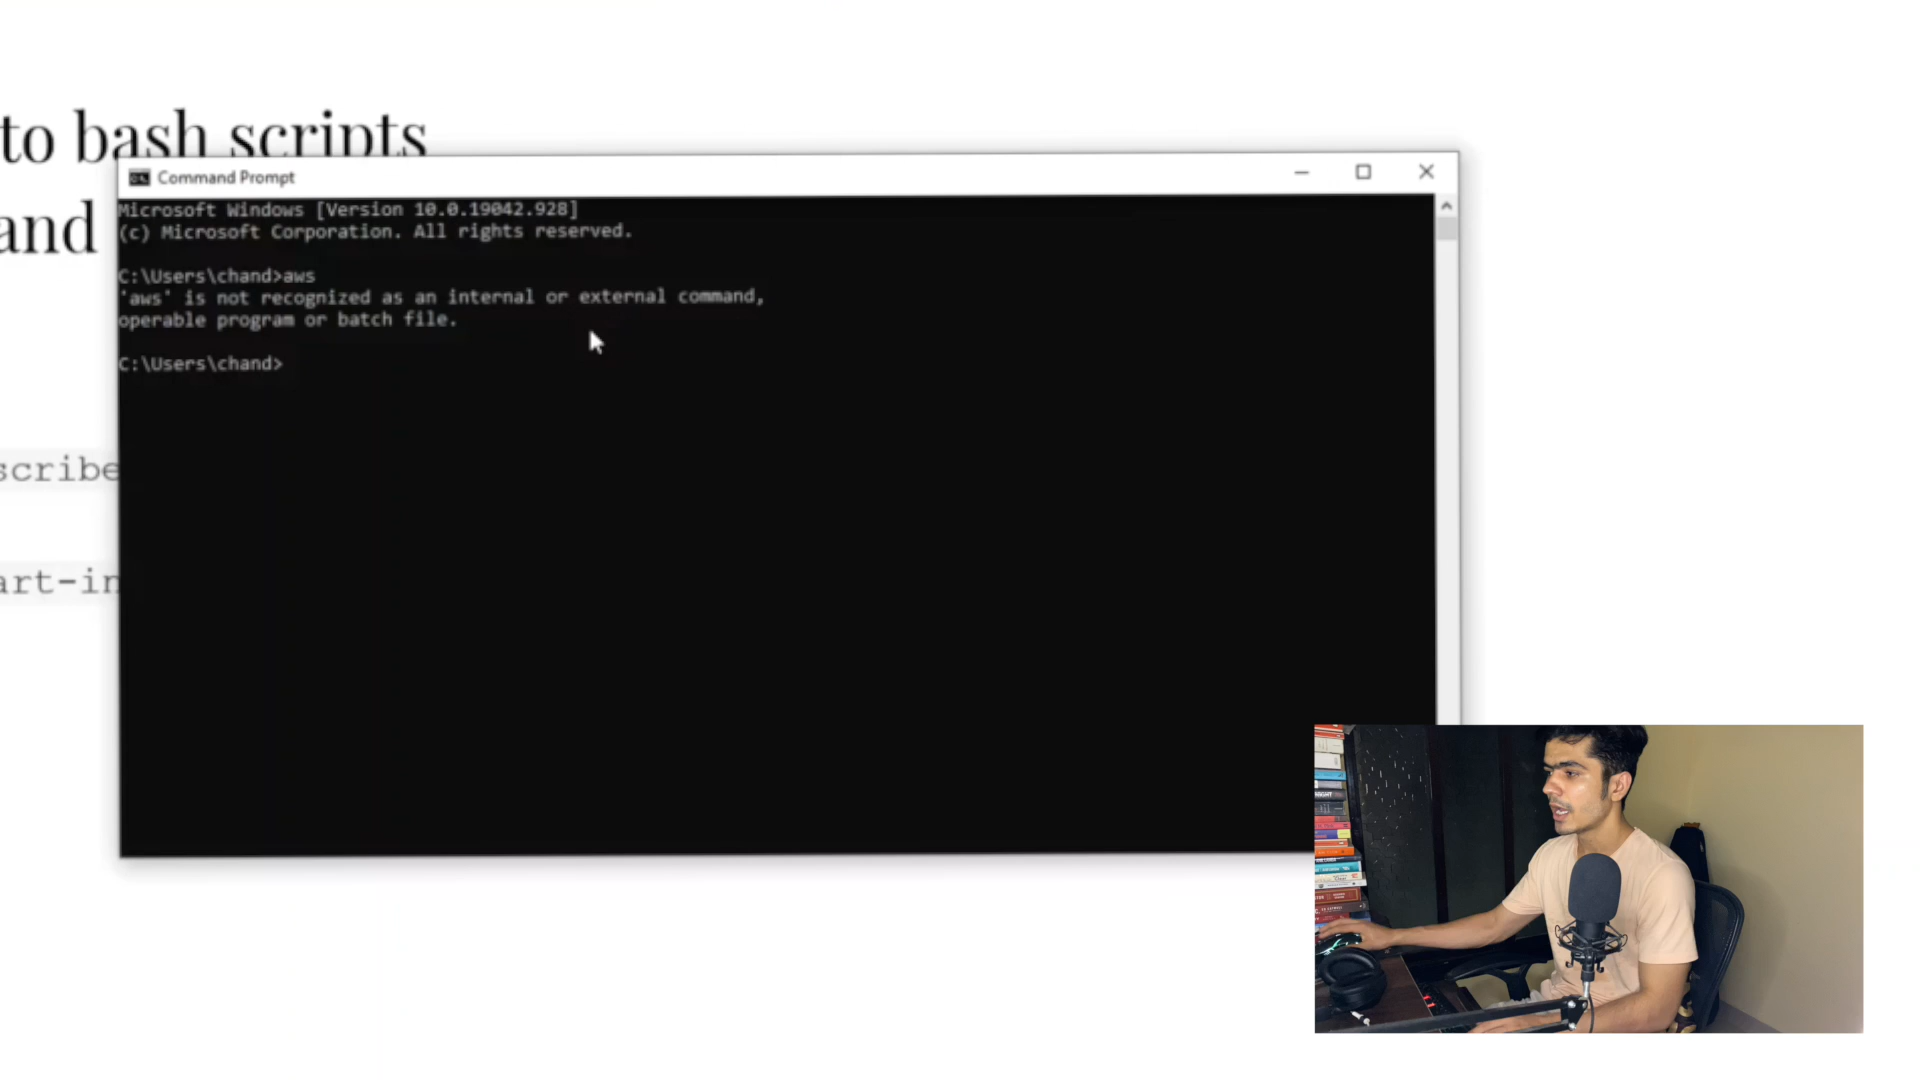 to bash scripts
and
Command Prompt
Microsoft Windows [Version 10.0.19042.928]
(c) Microsoft Corporation. All rights reserved.
C:\Users\chand>aws
'aws' is not recognized as an internal or external command,
operable program or batch file.
C:\Users\chand>
scribe
art-in